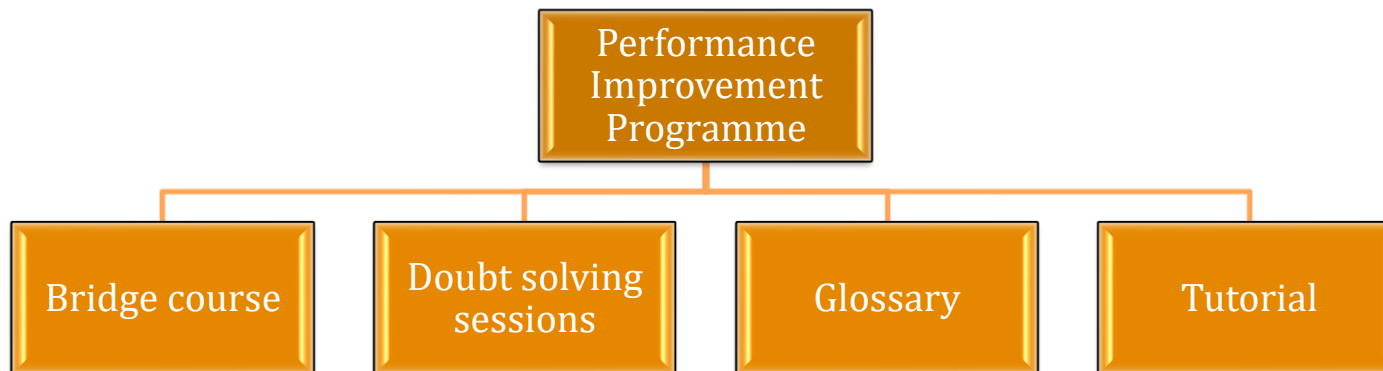 Performance
Improvement
Programme
Bridge course
Doubt solving
sessions
Glossary
Tutorial